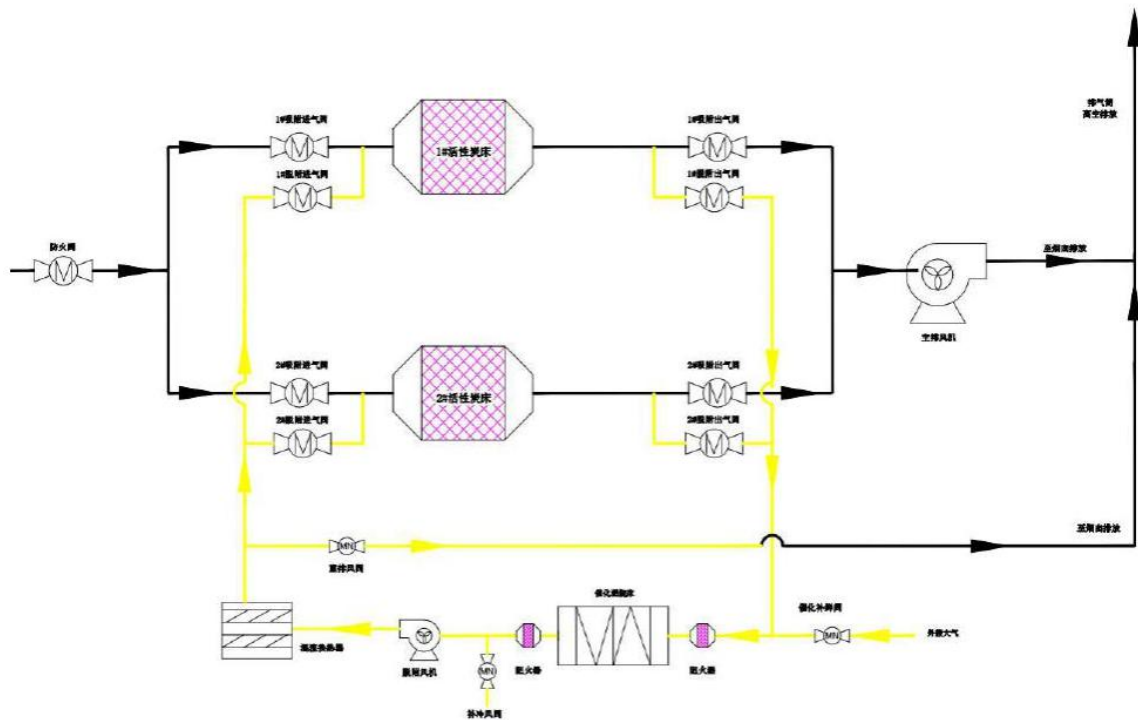 排气筒
高空排放
1#吸附进气阀
1#吸附出气阀
M
M
1#活性炭床
1#脱附进气阀
1#脱附出气阀
M
M
防火阀
M
至烟囱排放
主排风机
2#吸附进气阀
2#吸附出气阀
M
M
2#活性炭床
2#脱附进气阀
2#脱附出气阀
M
M
至烟囱排放
MN
直排风阀
催化燃烧床
催化补鲜阀
MN
脱附风机
阻火器
阻火器
MN
补冷风阀